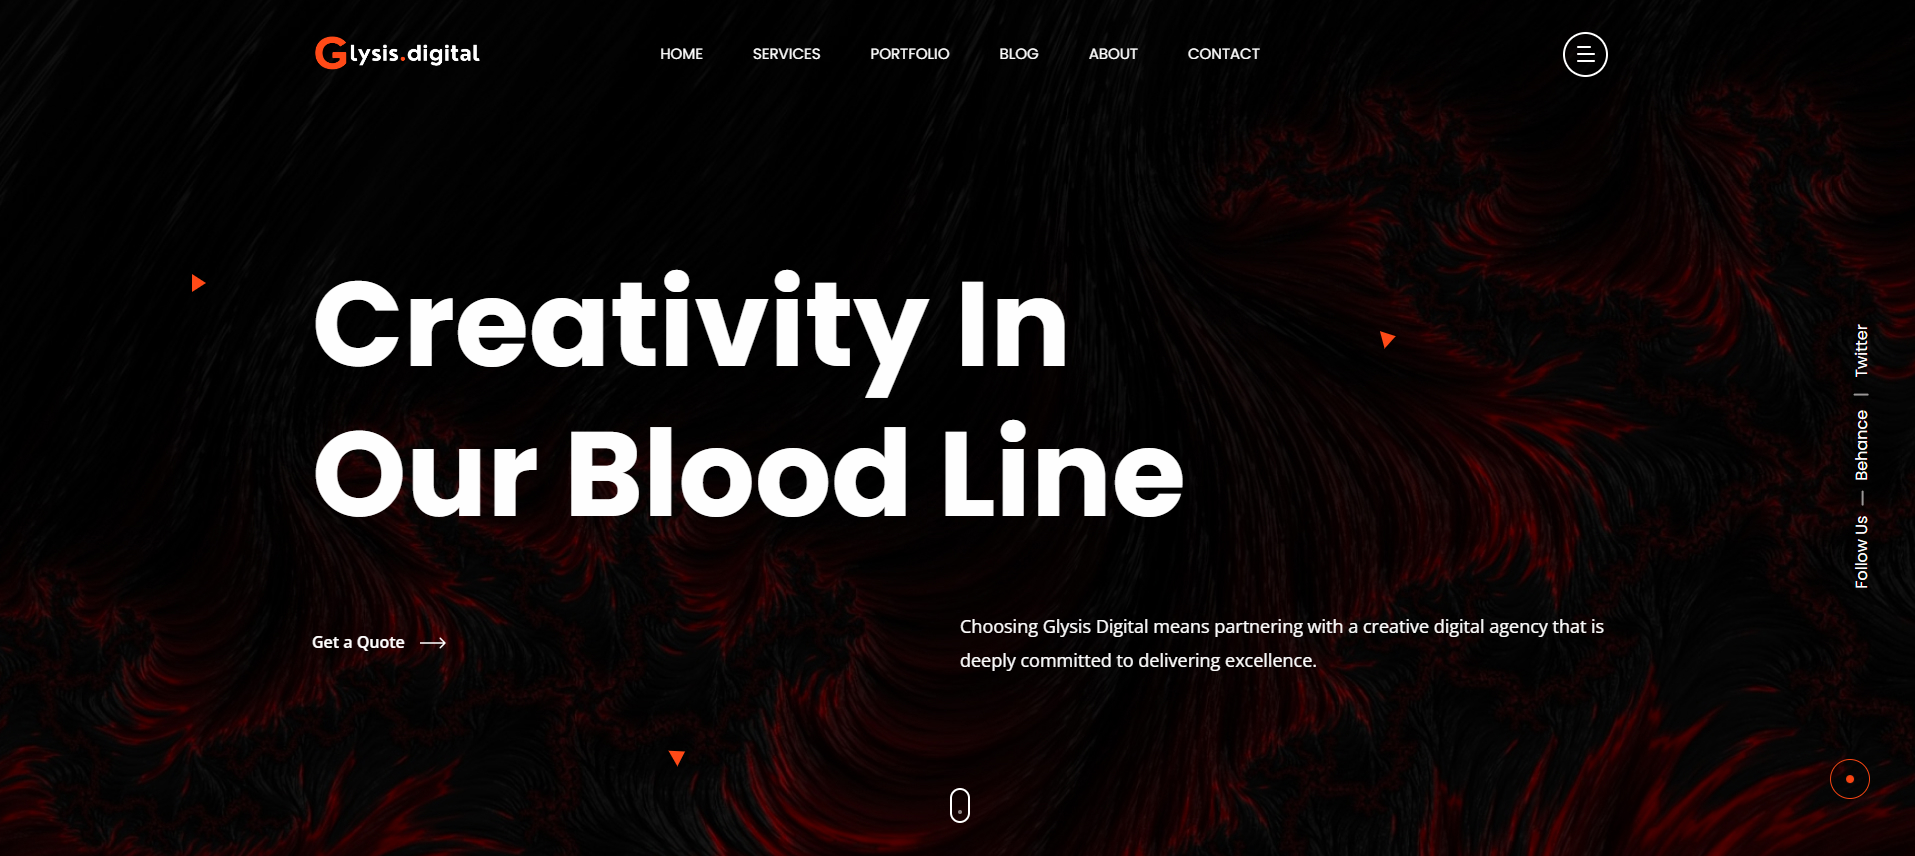 Glysis.digital
HOME SERVICES PORTFOLIO BLOG ABOUT CONTACT
Creativity In
Our Blood Line
Get a Quote
Choosing Glysis Digital means partnering with a creative digital agency that is
deeply committed to delivering excellence.
Follow Us — Behance | Twitter